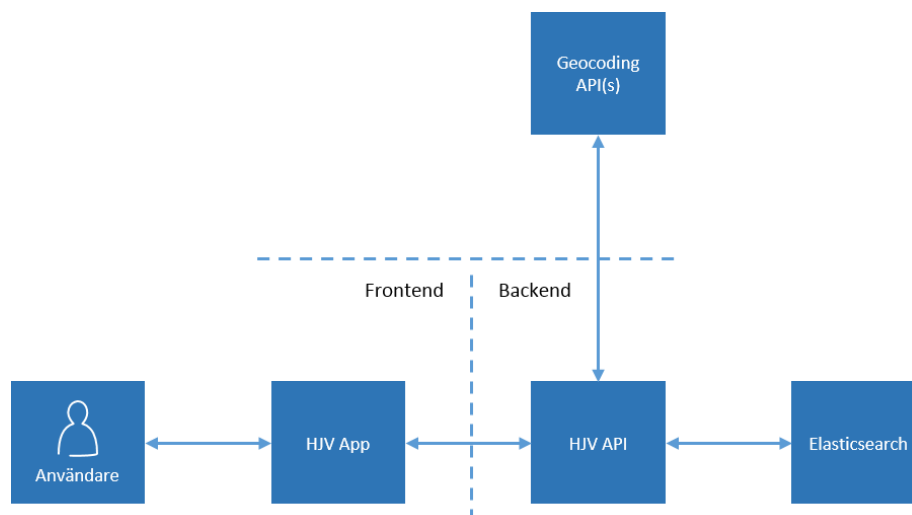 Geocoding
API(s)
Frontend
Backend
Användare
HJV App
HJV API
Elasticsearch